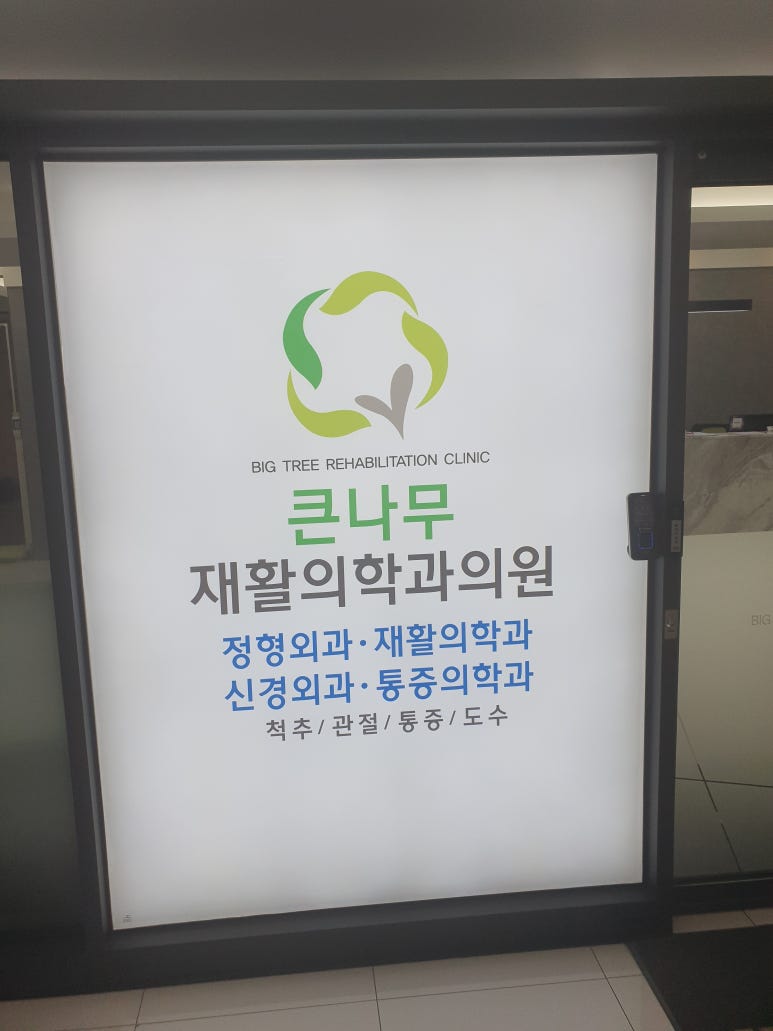 BIG TREE REHABILITATION CLINIC
큰나무
재활의학과의원
정형외과·재활의학과
신경외과·통증의학과
척추/관절/통증/도수
BIG